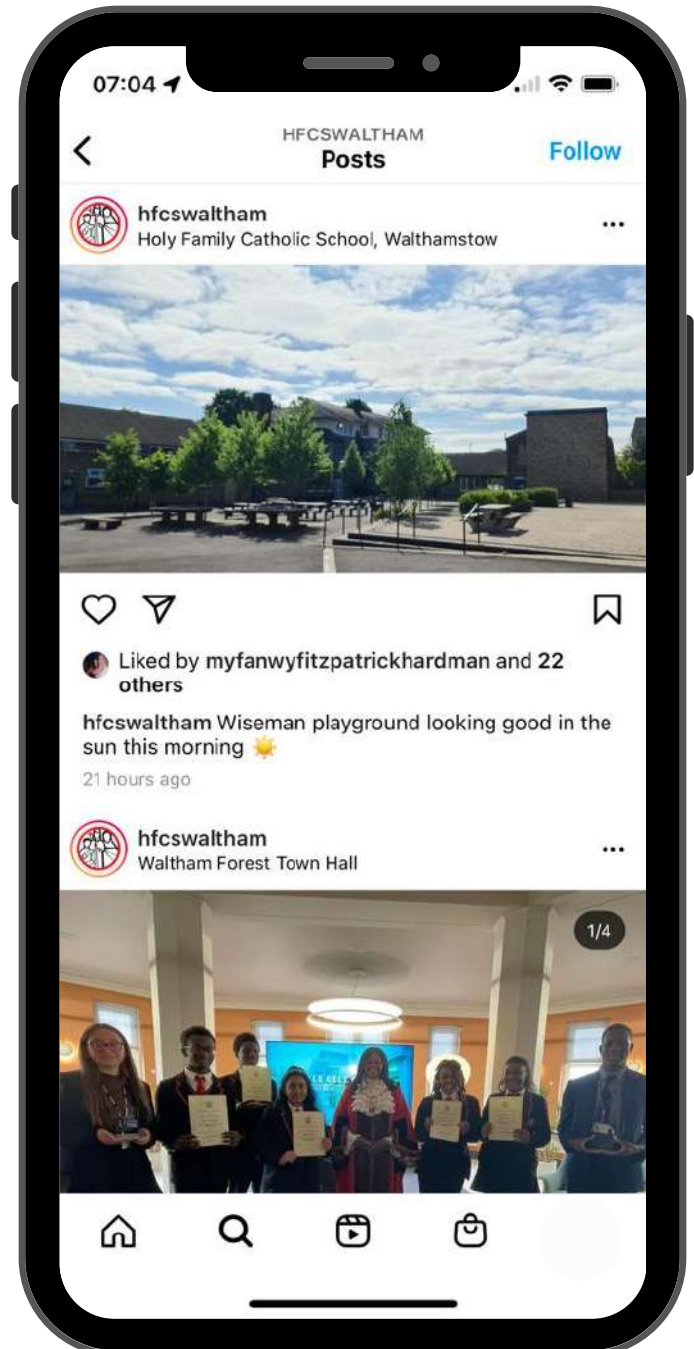 07:04
HFCSWALTHAM
Posts
Follow
hfcswaltham
Holy Family Catholic School, Walthamstow
Liked by myfanwyfitzpatrickhardman and 22
others
hfcswaltham Wiseman playground looking good in the
sun this morning ☀️
21 hours ago
hfcswaltham
Waltham Forest Town Hall
1/4